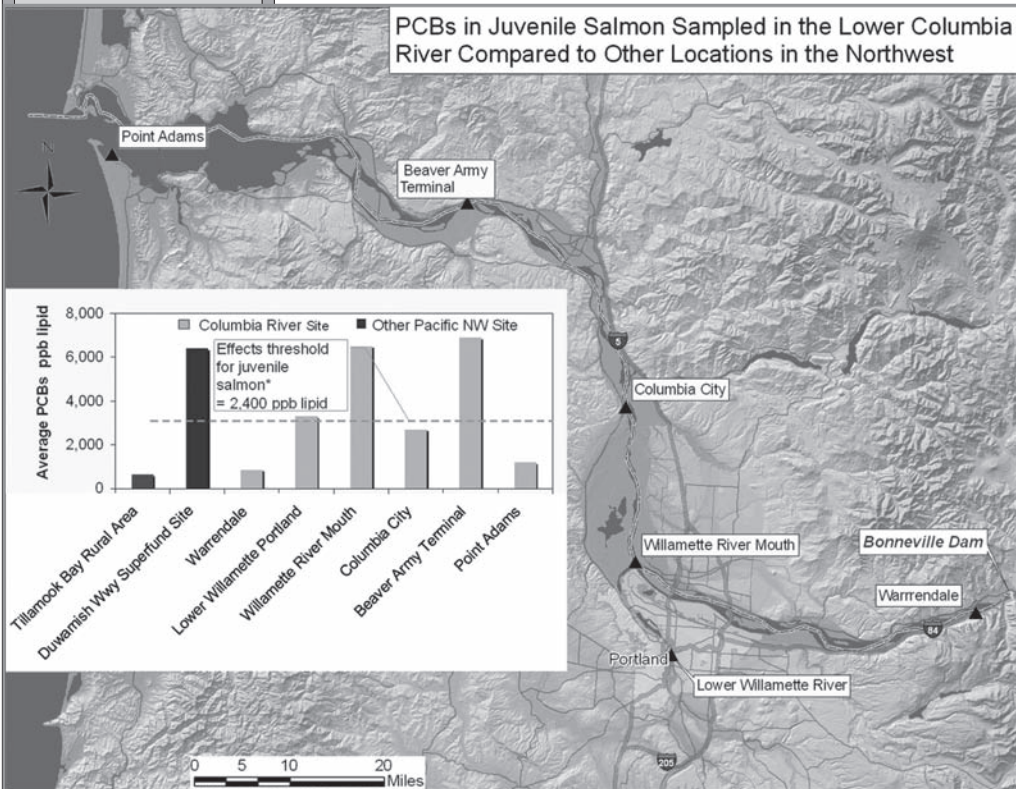 PCBs in Juvenile Salmon Sampled in the Lower Columbia
River Compared to Other Locations in the Northwest
Point Adams
N
Beaver Army
Terminal
5
Columbia City
Willamette River Mouth
Bonneville Dam
Warrrendale
84
Portland
Lower Willamette River
205
0 5 10 20
Miles
Average PCBs ppb lipid
8,000
6,000
4,000
2,000
0
Columbia River Site
Other Pacific NW Site
Effects threshold
for juvenile
salmon*
= 2,400 ppb lipid
Tillamook Bay Rural Area
Duwamish Wwy Superfund Site
Warrendale
Lower Willamette Portland
Willamette River Mouth
Columbia City
Beaver Army Terminal
Point Adams